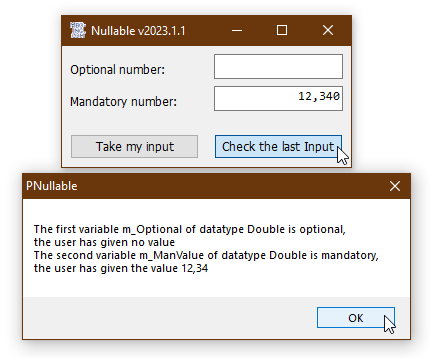 Nullable v2023.1.1
Optional number:
Mandatory number: 12,340
Take my input Check the last Input
PNullable
The first variable m_Optional of datatype Double is optional,
the user has given no value
The second variable m_ManValue of datatype Double is mandatory,
the user has given the value 12,34
OK